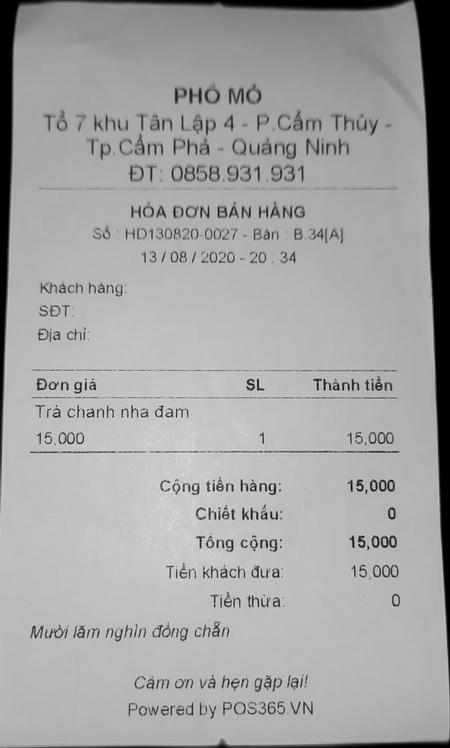 PHỐ MỎ
Tổ 7 khu Tân Lập 4 - P.Cẩm Thủy -
Tp.Cẩm Phả - Quảng Ninh
ĐT: 0858.931.931
HÓA ĐƠN BÁN HÀNG
Số : HD130820-0027 - Bàn : B.34[A]
13 / 08 / 2020 - 20 : 34
Khách hàng:
SĐT:
Địa chỉ:
Đơn giá SL Thành tiền
Trà chanh nha đam
15,000 1 15,000
Cộng tiền hàng: 15,000
Chiết khấu: 0
Tổng cộng: 15,000
Tiền khách đưa: 15,000
Tiền thừa: 0
Mười lăm nghìn đồng chẵn
Cảm ơn và hẹn gặp lại!
Powered by POS365.VN